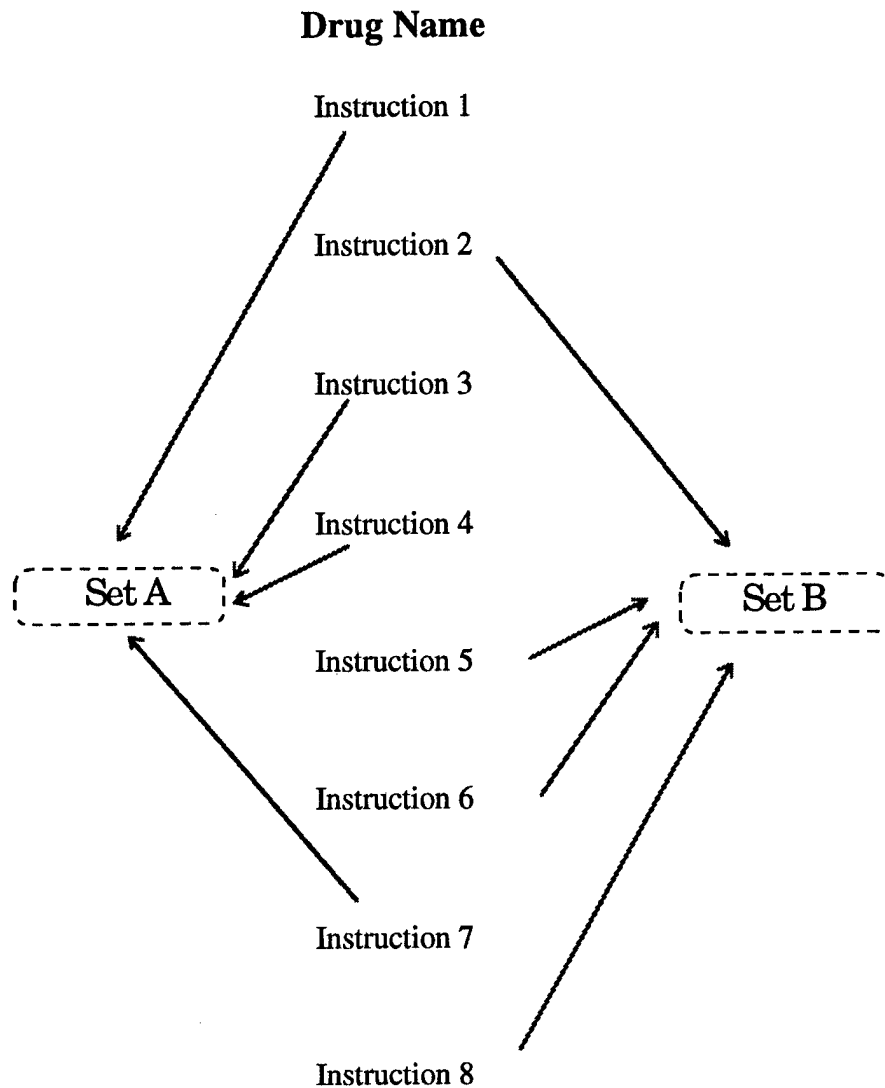 Drug Name
Instruction 1
Instruction 2
Instruction 3
Instruction 4
Set A
Set B
Instruction 5
Instruction 6
Instruction 7
Instruction 8